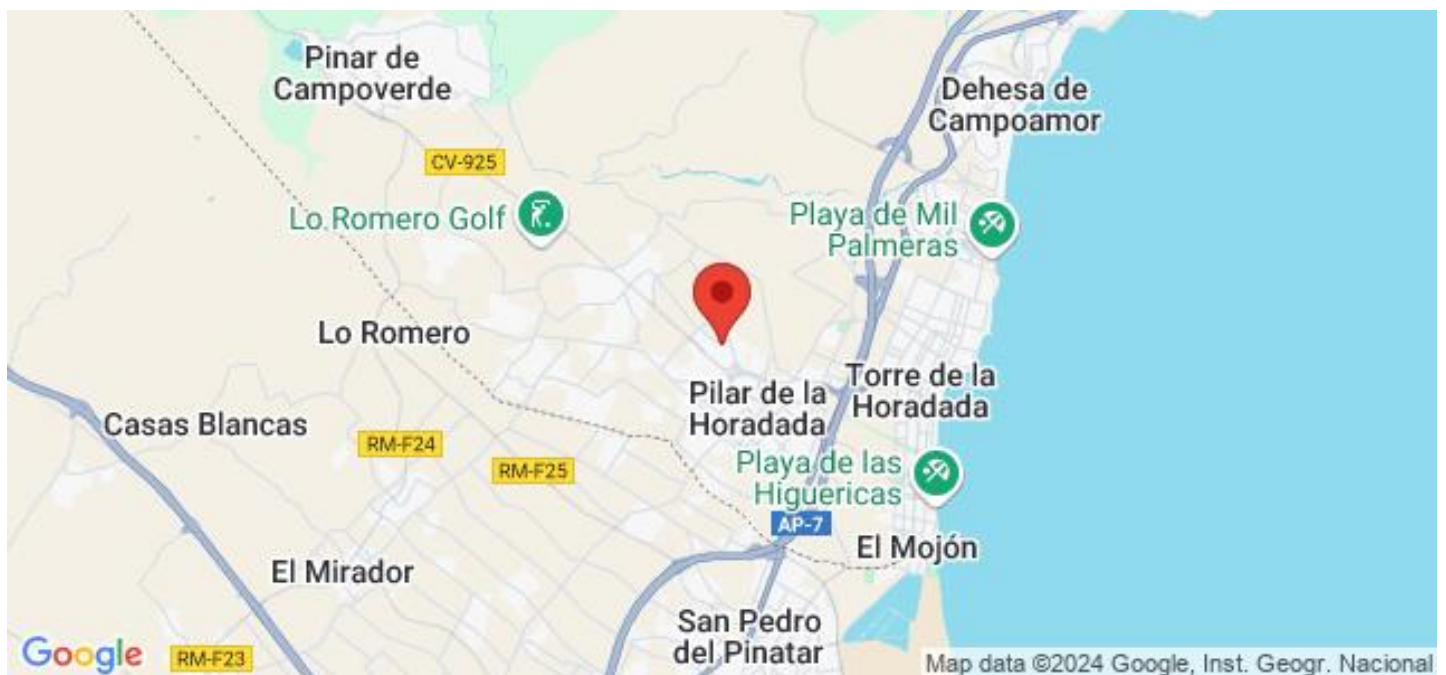 Pinar de
Campoverde
Dehesa de
Campoamor
CV-925
Lo Romero Golf
Playa de Mil
Palmeras
Lo Romero
Pilar de la
Horadada
Torre de la
Horadada
Casas Blancas
RM-F24
RM-F25
Playa de las
Higuericas
AP-7
El Mojón
El Mirador
San Pedro
del Pinatar
Google
RM-F23
Map data ©2024 Google, Inst. Geogr. Nacional